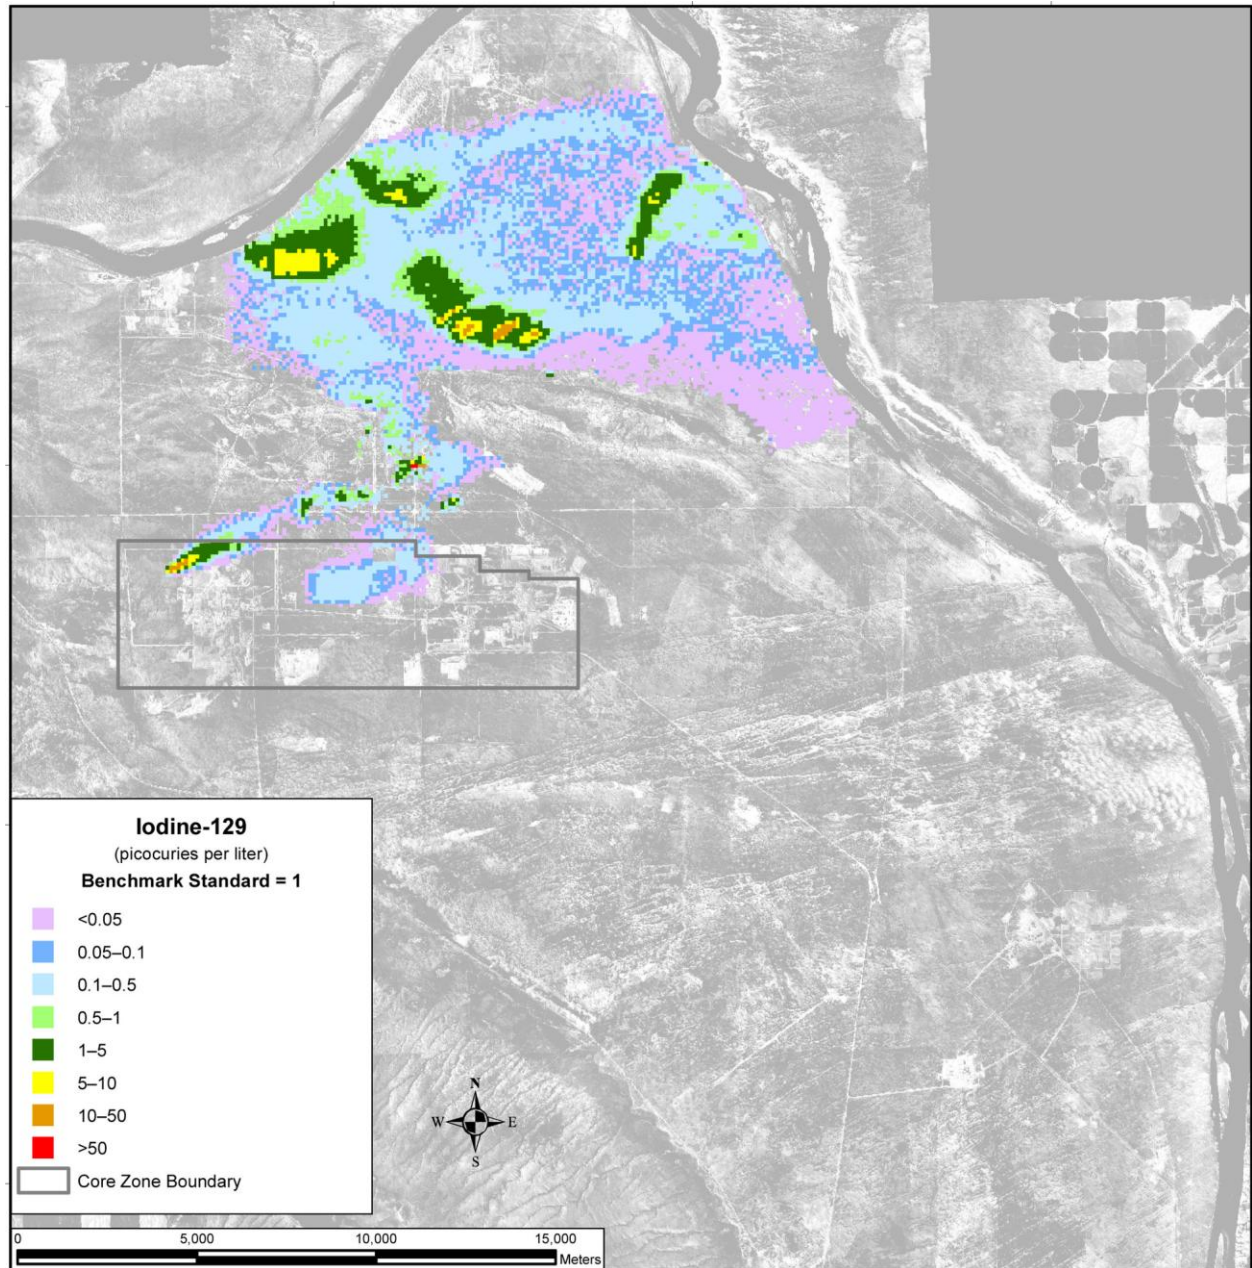 Iodine-129
(picocuries per liter)
Benchmark Standard = 1
<0.05
0.05–0.1
0.1–0.5
0.5–1
1–5
5–10
10–50
>50
Core Zone Boundary
N
W E
S
0 5,000 10,000 15,000
Meters